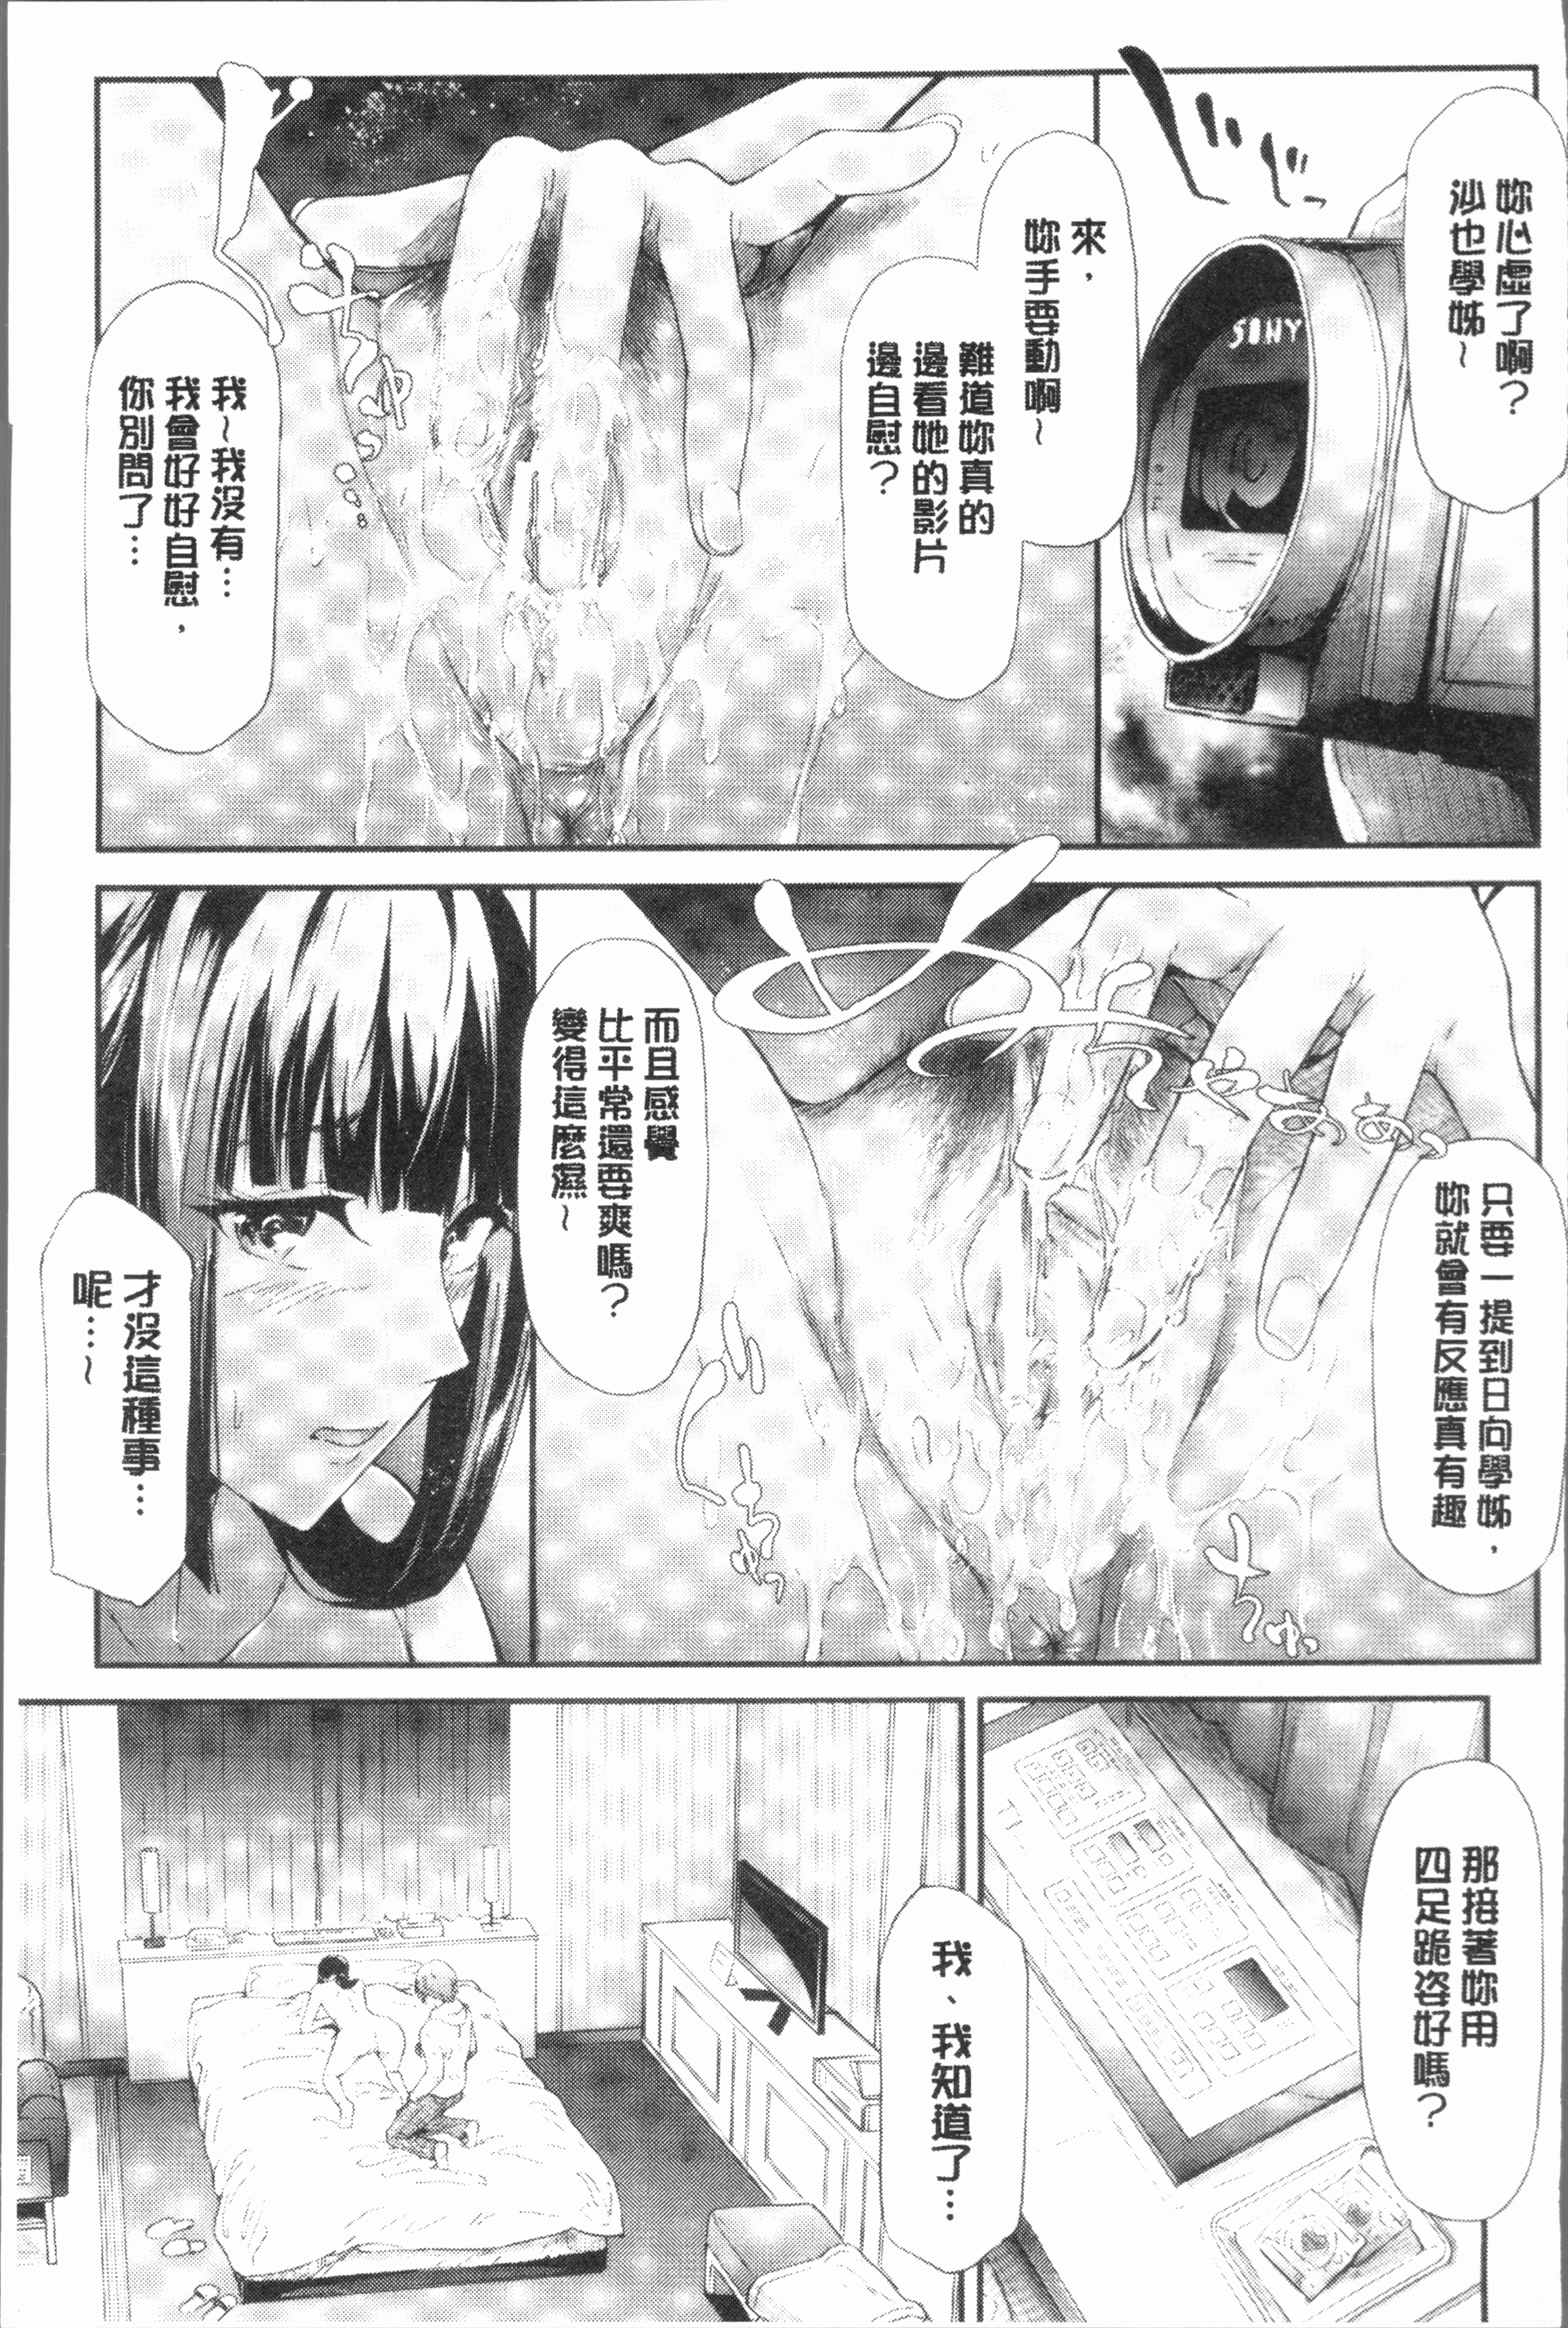 妳心虛了啊？
沙也學姊～
SONY
來，
妳手要動啊～
難道妳真的
邊看她的影片
邊自慰？
我～我沒有…
我會好好自慰，
你別問了…
只要一提到日向學姊，
妳就會有反應真有趣
而且感覺
比平常還要爽嗎？
變得這麼濕～
才沒這種事…
呢…～
那接著妳用
四足跪姿好嗎？
我、我知道了…